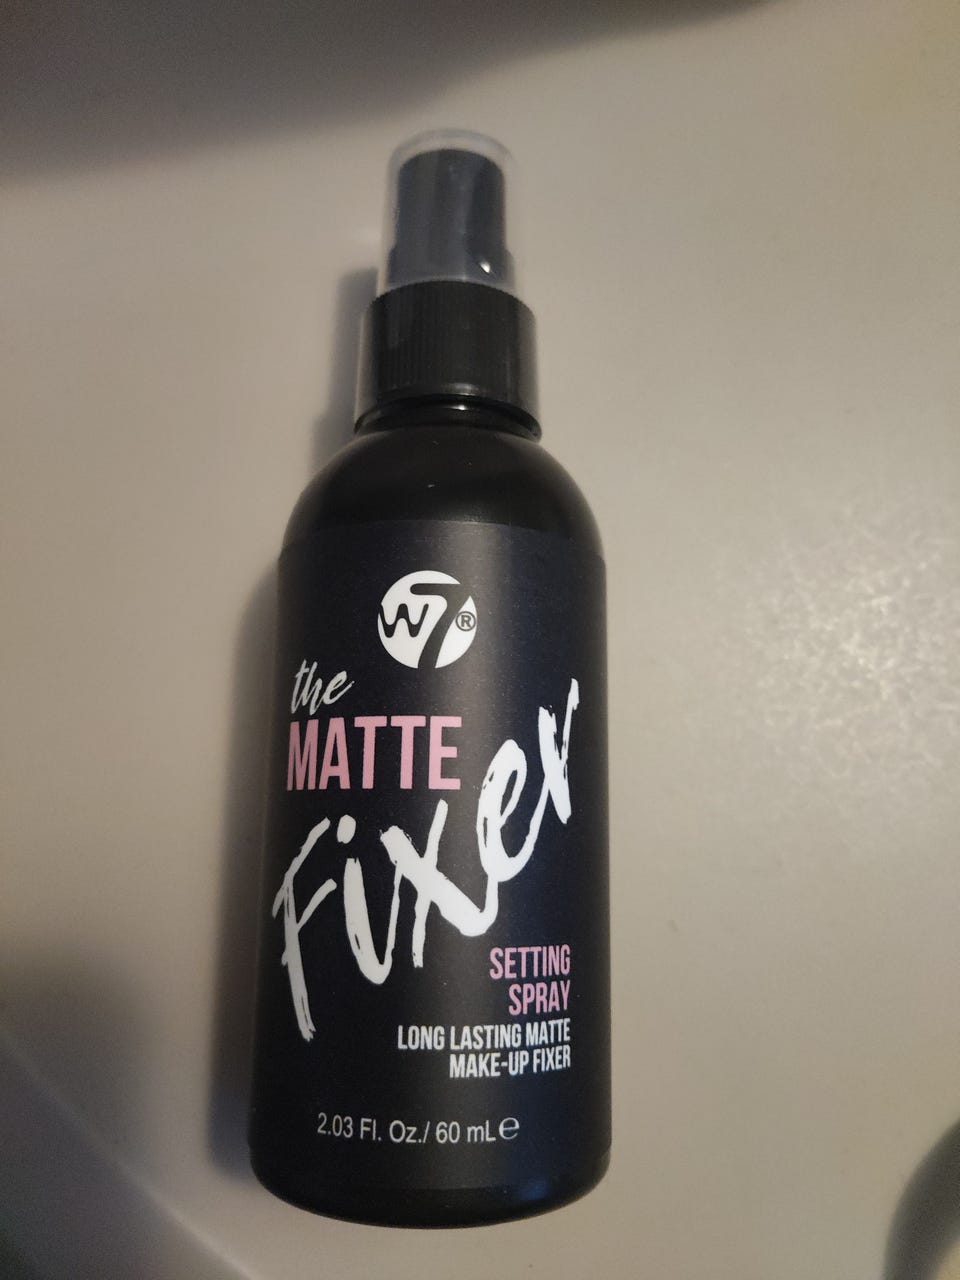 W7®
the
MATTE
Fixer
SETTING
SPRAY
LONG LASTING MATTE
MAKE-UP FIXER
2.03 Fl. Oz./ 60 mL ℮